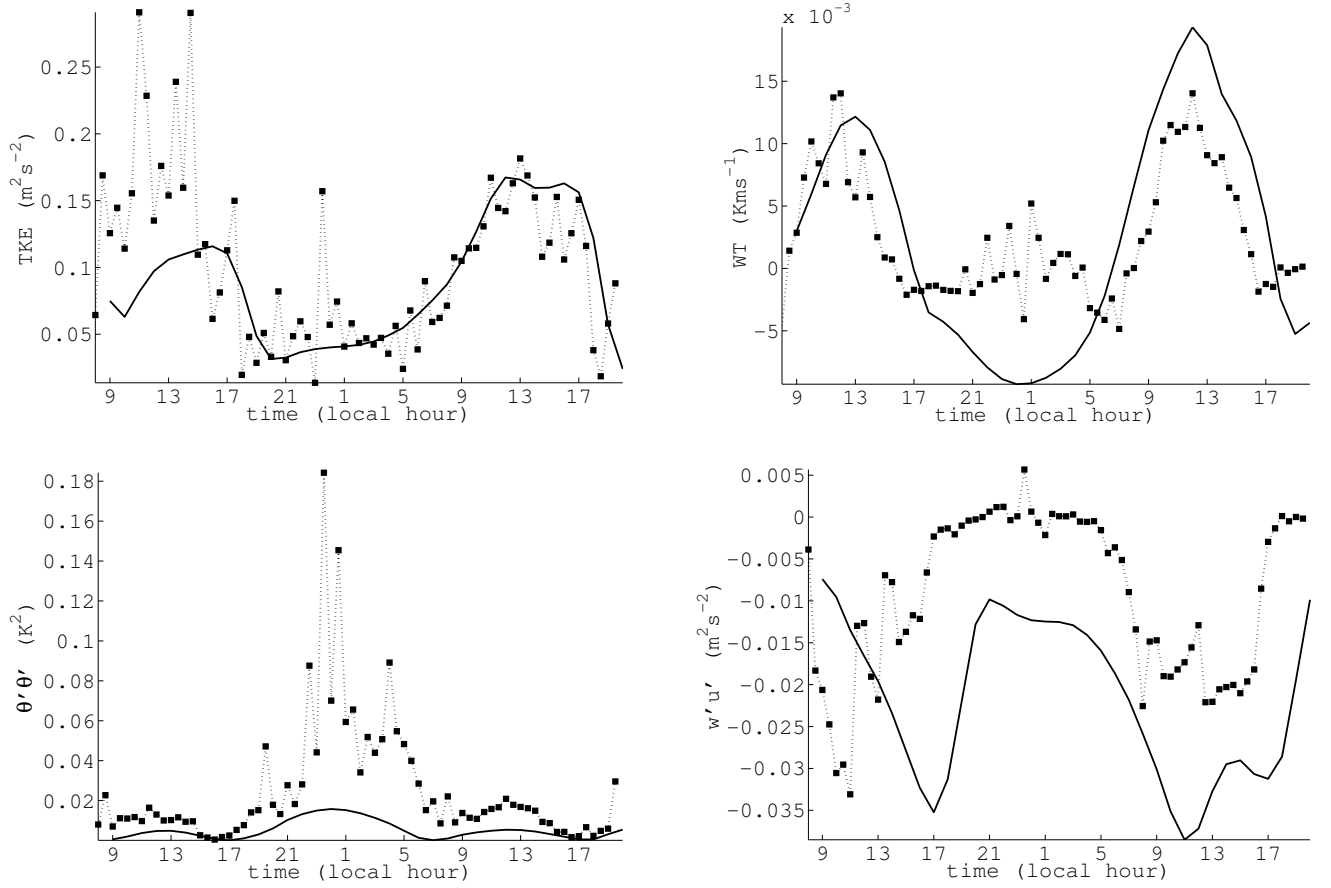 0.25
0.2
0.15
0.1
0.05
TKE (m²s⁻²)
9 13 17 21 1 5 9 13 17
time (local hour)
x 10⁻³
15
10
5
0
−5
WT (Kms⁻¹)
9 13 17 21 1 5 9 13 17
time (local hour)
0.18
0.16
0.14
0.12
0.1
0.08
0.06
0.04
0.02
θ′θ′ (K²)
9 13 17 21 1 5 9 13 17
time (local hour)
0.005
0
−0.005
−0.01
−0.015
−0.02
−0.025
−0.03
−0.035
w′u′ (m²s⁻²)
9 13 17 21 1 5 9 13 17
time (local hour)